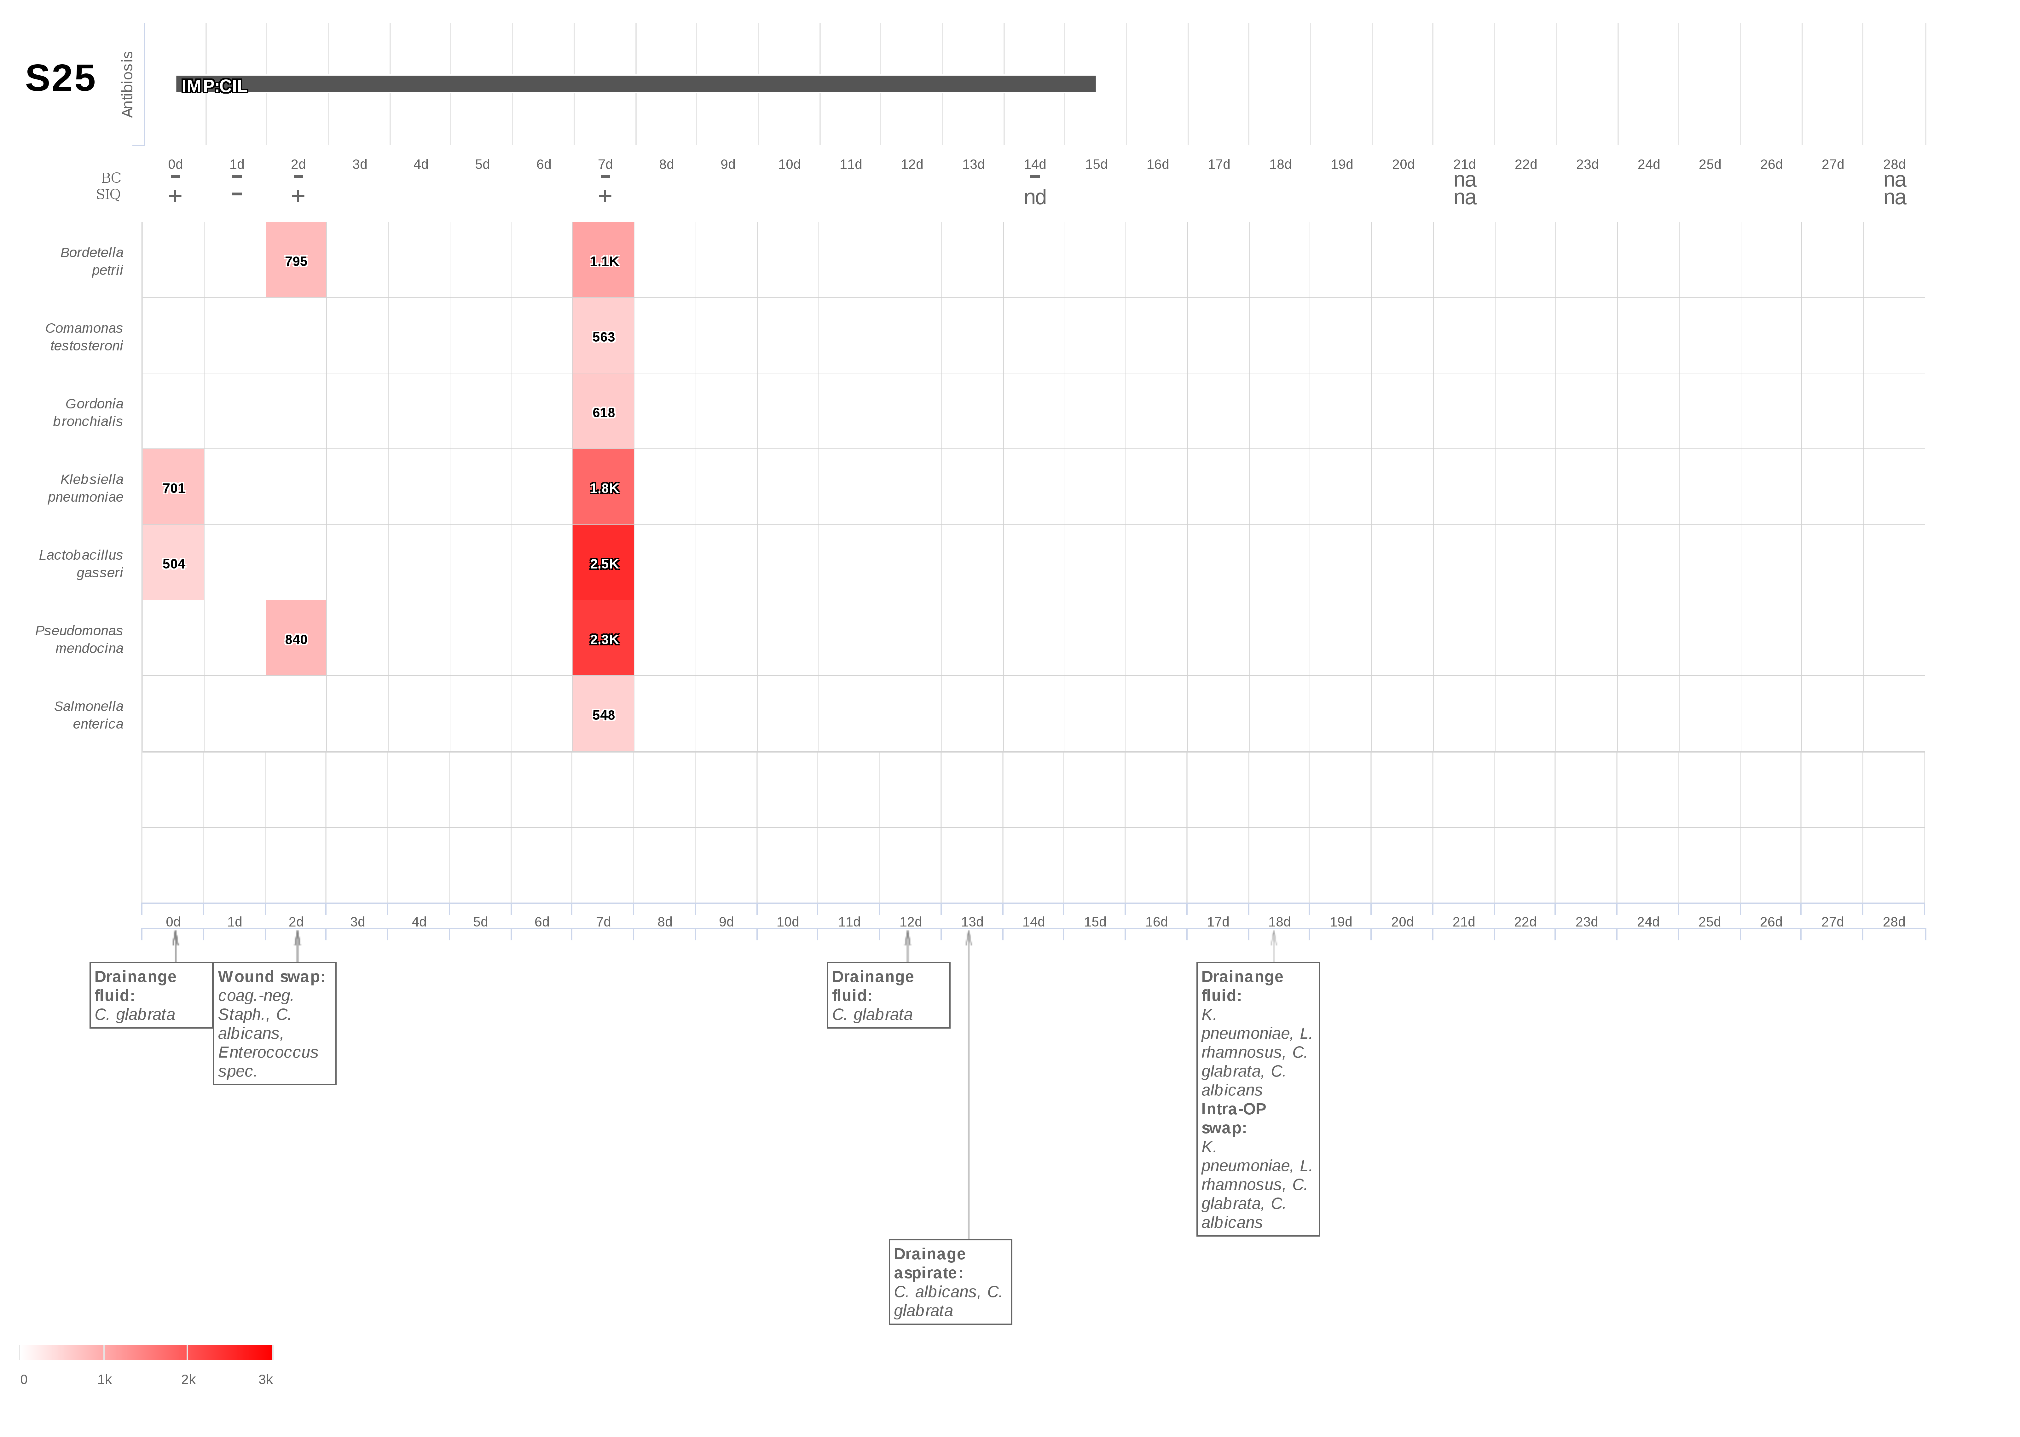 S25
Antibiosis
IMP:CIL
0d 1d 2d 3d 4d 5d 6d 7d 8d 9d 10d 11d 12d 13d 14d 15d 16d 17d 18d 19d 20d 21d 22d 23d 24d 25d 26d 27d 28d
BC - - - - - na na
SIQ + - + + nd na na
Bordetella
petrii
795 1.1K
Comamonas
testosteroni
563
Gordonia
bronchialis
618
Klebsiella
pneumoniae
701 1.8K
Lactobacillus
gasseri
504 2.5K
Pseudomonas
mendocina
840 2.3K
Salmonella
enterica
548
0d 1d 2d 3d 4d 5d 6d 7d 8d 9d 10d 11d 12d 13d 14d 15d 16d 17d 18d 19d 20d 21d 22d 23d 24d 25d 26d 27d 28d
Drainange
fluid:
C. glabrata
Wound swap:
coag.-neg.
Staph., C.
albicans,
Enterococcus
spec.
Drainange
fluid:
C. glabrata
Drainage
aspirate:
C. albicans, C.
glabrata
Drainange
fluid:
K.
pneumoniae, L.
rhamnosus, C.
glabrata, C.
albicans
Intra-OP
swap:
K.
pneumoniae, L.
rhamnosus, C.
glabrata, C.
albicans
0 1k 2k 3k